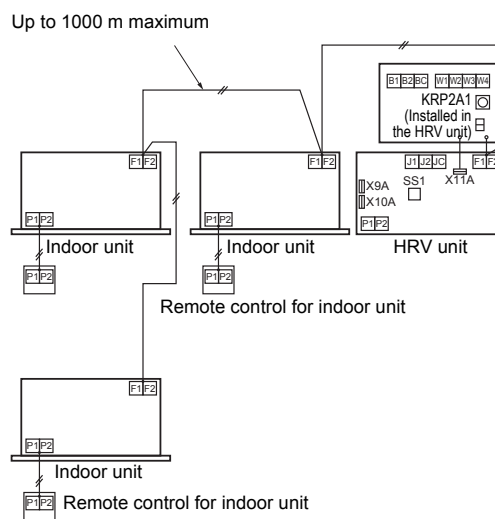 Up to 1000 m maximum
B1 B2 BC W1 W2 W3 W4
KRP2A1
(Installed in
the HRV unit)
F1 F2
F1 F2
J1 J2 JC
F1 F2
X9A
X10A
SS1
X11A
P1 P2
P1 P2
P1 P2
Indoor unit
Indoor unit
HRV unit
P1 P2
P1 P2
Remote control for indoor unit
F1 F2
P1 P2
Indoor unit
P1 P2
Remote control for indoor unit